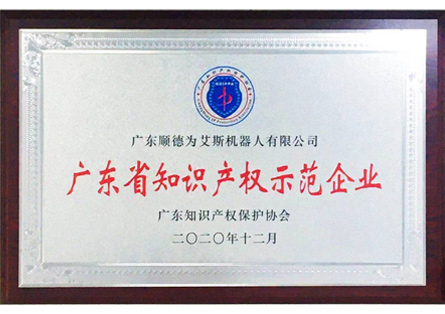 广东顺德为艾斯机器人有限公司
广东省知识产权示范企业
广东知识产权保护协会
二〇二〇年十二月